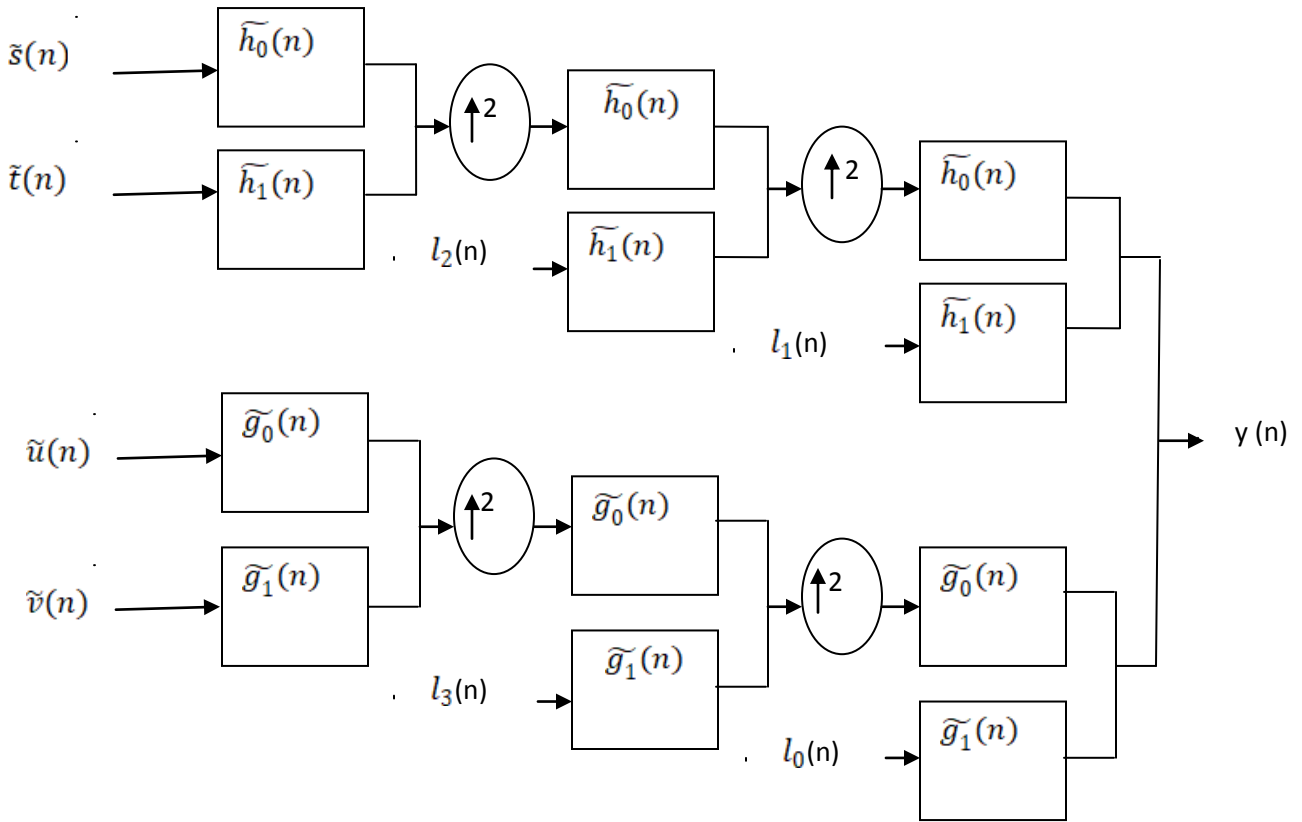 s̃(n)
h̃₀(n)
↑2
h̃₀(n)
↑2
h̃₀(n)
t̃(n)
h̃₁(n)
l₂(n)
h̃₁(n)
l₁(n)
h̃₁(n)
y (n)
ũ(n)
g̃₀(n)
↑2
g̃₀(n)
↑2
g̃₀(n)
ṽ(n)
g̃₁(n)
l₃(n)
g̃₁(n)
l₀(n)
g̃₁(n)